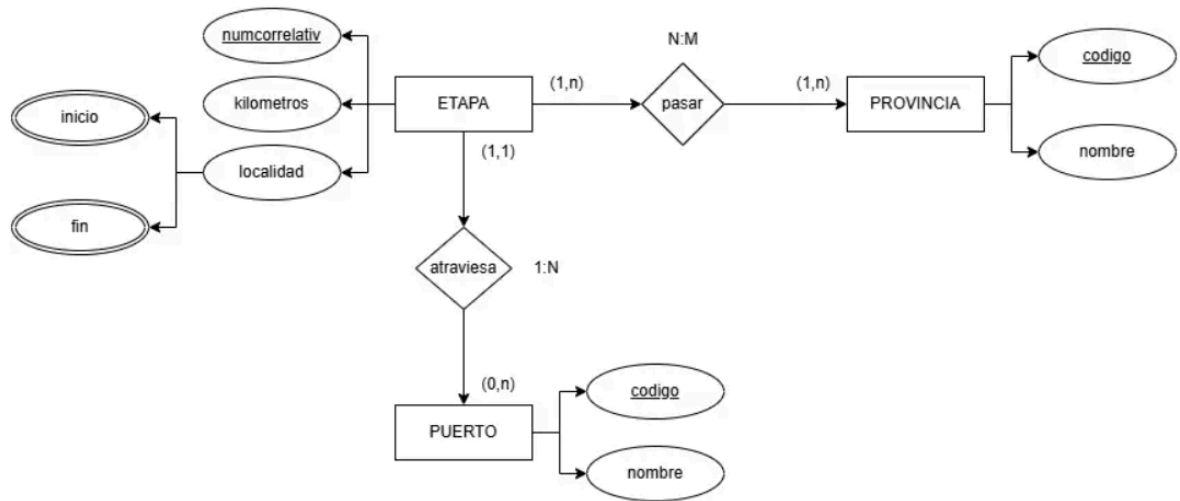 numcorrelativ
N:M
codigo
inicio
kilometros
ETAPA
(1,n)
pasar
(1,n)
PROVINCIA
(1,1)
localidad
nombre
fin
atraviesa
1:N
(0,n)
codigo
PUERTO
nombre